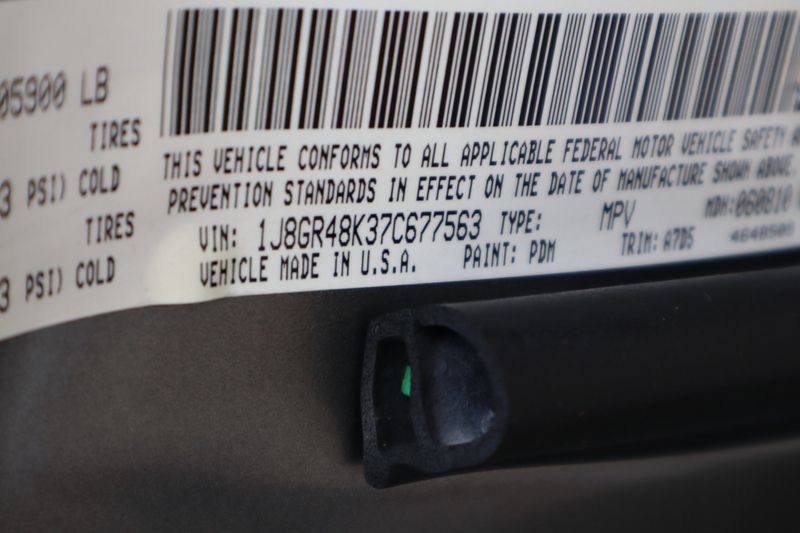 05900 LB
TIRES
3 PSI) COLD
TIRES
3 PSI) COLD
THIS VEHICLE CONFORMS TO ALL APPLICABLE FEDERAL MOTOR VEHICLE SAFETY
PREVENTION STANDARDS IN EFFECT ON THE DATE OF MANUFACTURE SHOWN ABOVE.
VIN: 1J8GR48K37C677563 TYPE: MPV MDH: 060810
VEHICLE MADE IN U.S.A. PAINT: PDM TRIM: A7D5